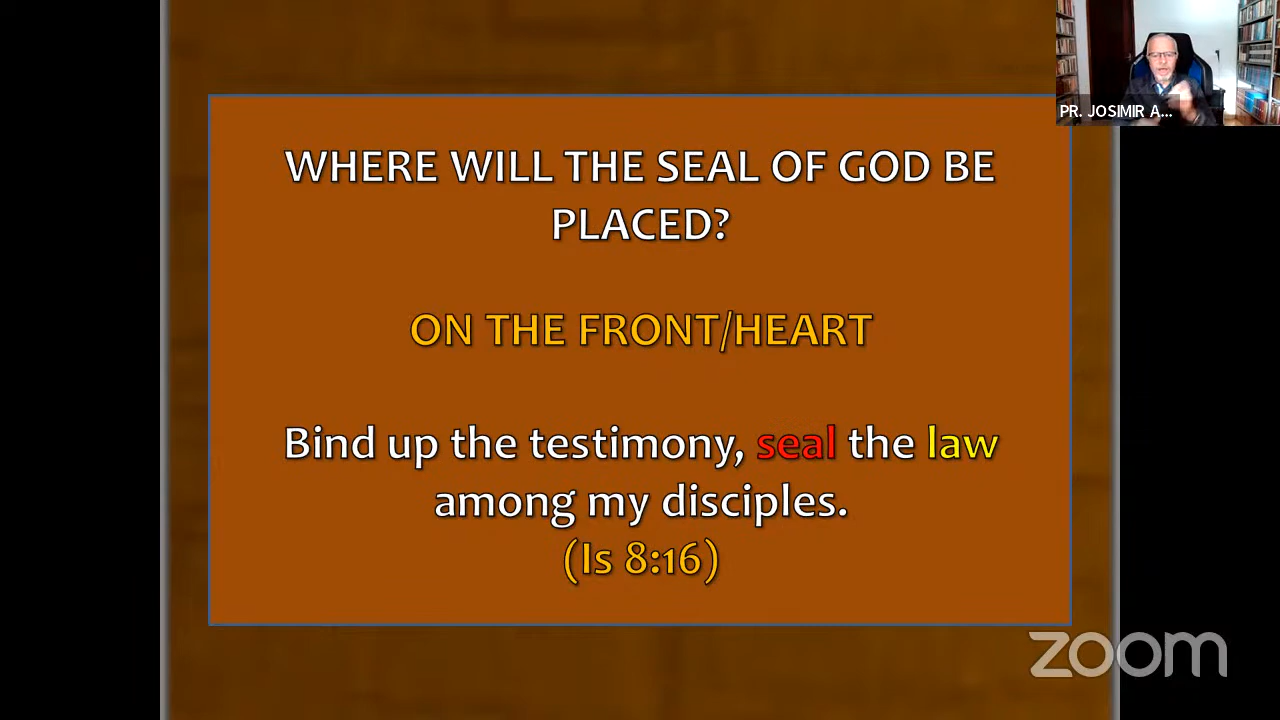 PR. JOSIMIR A...
WHERE WILL THE SEAL OF GOD BE
PLACED?
ON THE FRONT/HEART
Bind up the testimony, seal the law
among my disciples.
(Is 8:16)
zoom